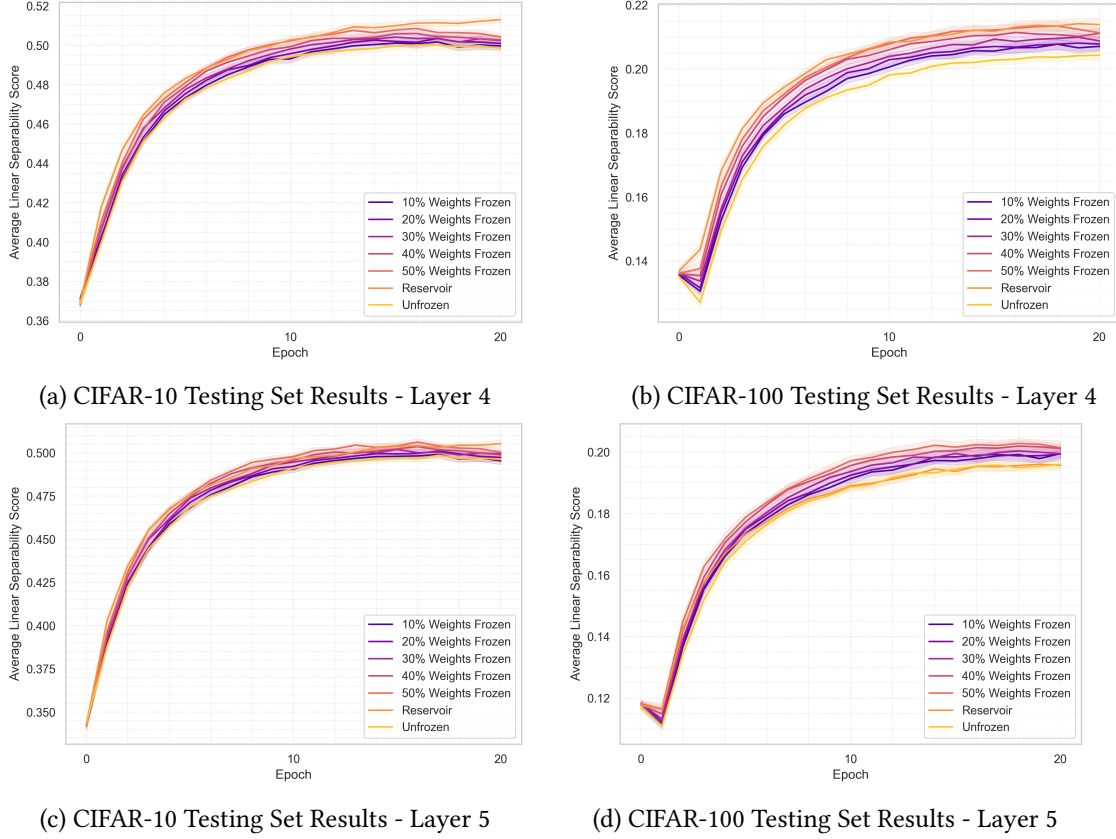 0.52
0.50
0.48
0.46
0.44
0.42
0.40
0.38
0.36
Average Linear Separability Score
0
10
20
Epoch
10% Weights Frozen
20% Weights Frozen
30% Weights Frozen
40% Weights Frozen
50% Weights Frozen
Reservoir
Unfrozen
(a) CIFAR-10 Testing Set Results - Layer 4
0.22
0.20
0.18
0.16
0.14
Average Linear Separability Score
0
10
20
Epoch
10% Weights Frozen
20% Weights Frozen
30% Weights Frozen
40% Weights Frozen
50% Weights Frozen
Reservoir
Unfrozen
(b) CIFAR-100 Testing Set Results - Layer 4
0.500
0.475
0.450
0.425
0.400
0.375
0.350
Average Linear Separability Score
0
10
20
Epoch
10% Weights Frozen
20% Weights Frozen
30% Weights Frozen
40% Weights Frozen
50% Weights Frozen
Reservoir
Unfrozen
(c) CIFAR-10 Testing Set Results - Layer 5
0.20
0.18
0.16
0.14
0.12
Average Linear Separability Score
0
10
20
Epoch
10% Weights Frozen
20% Weights Frozen
30% Weights Frozen
40% Weights Frozen
50% Weights Frozen
Reservoir
Unfrozen
(d) CIFAR-100 Testing Set Results - Layer 5